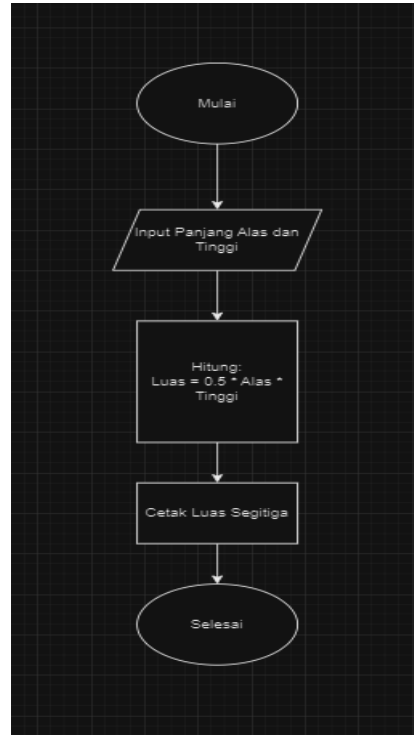 Mulai
Input Panjang Alas dan
Tinggi
Hitung:
Luas = 0.5 * Alas *
Tinggi
Cetak Luas Segitiga
Selesai